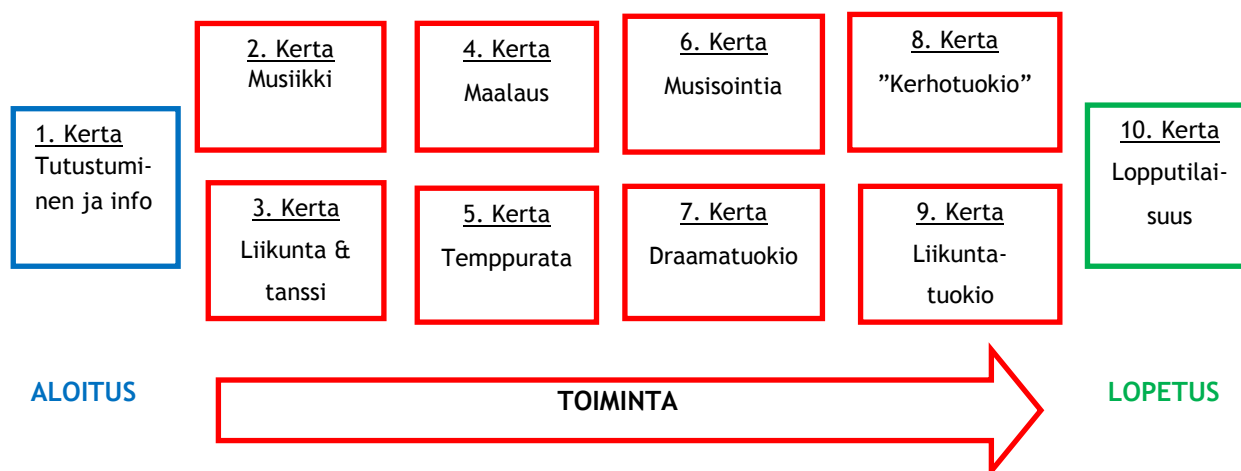 1. Kerta
Tutustumi-
nen ja info
2. Kerta
Musiikki
3. Kerta
Liikunta &
tanssi
4. Kerta
Maalaus
5. Kerta
Temppurata
6. Kerta
Musisointia
7. Kerta
Draamatuokio
8. Kerta
”Kerhotuokio”
9. Kerta
Liikunta-
tuokio
10. Kerta
Lopputilai-
suus
ALOITUS
TOIMINTA
LOPETUS